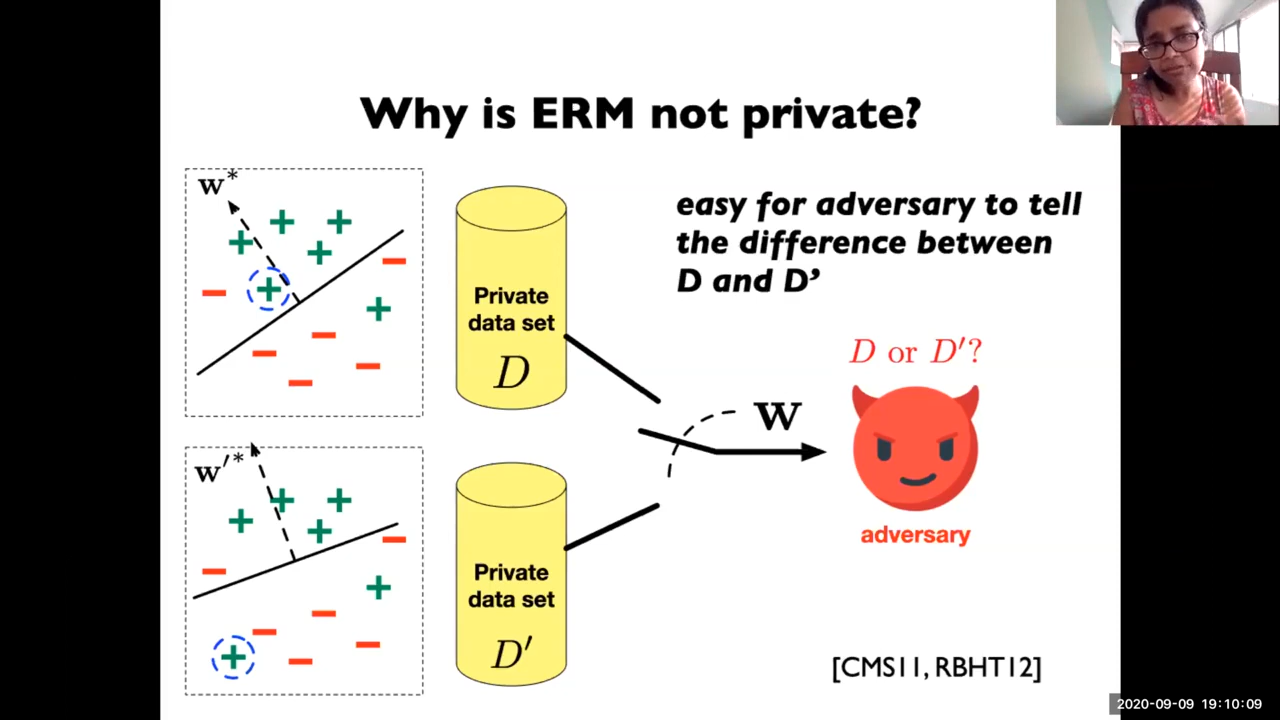 Why is ERM not private?
w*
easy for adversary to tell
the difference between
D and D’
Private
data set
D
D or D′?
w
adversary
w′*
Private
data set
D′
[CMS11, RBHT12]
2020-09-09 19:10:09